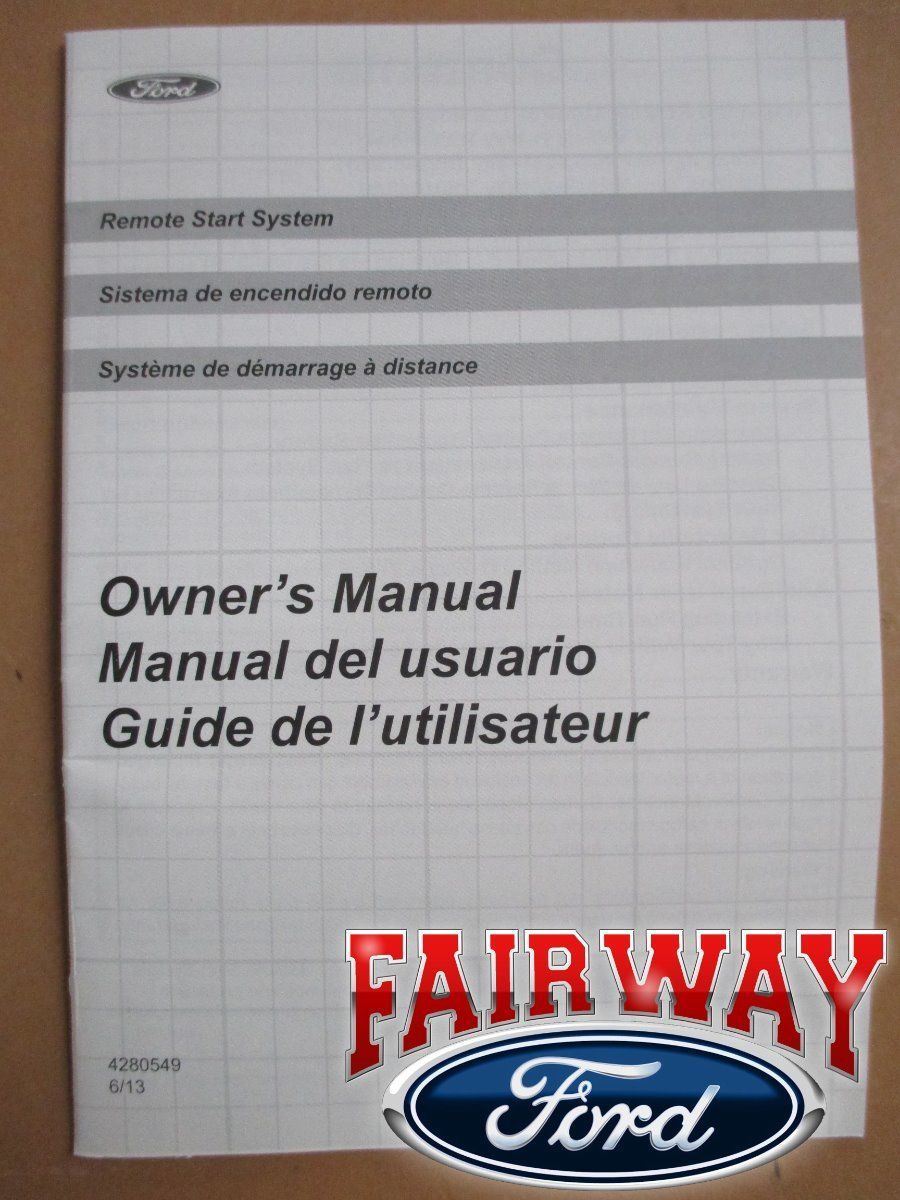 Ford
Remote Start System
Sistema de encendido remoto
Système de démarrage à distance
Owner's Manual
Manual del usuario
Guide de l'utilisateur
4280549
6/13
FAIRWAY
Ford